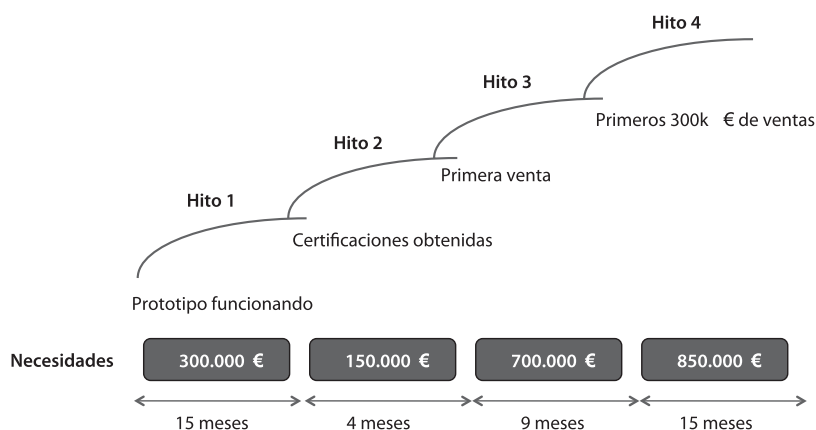 Hito 4
Hito 3
Primeros 300k € de ventas
Hito 2
Primera venta
Hito 1
Certificaciones obtenidas
Prototipo funcionando
Necesidades 300.000 € 150.000 € 700.000 € 850.000 €
15 meses 4 meses 9 meses 15 meses